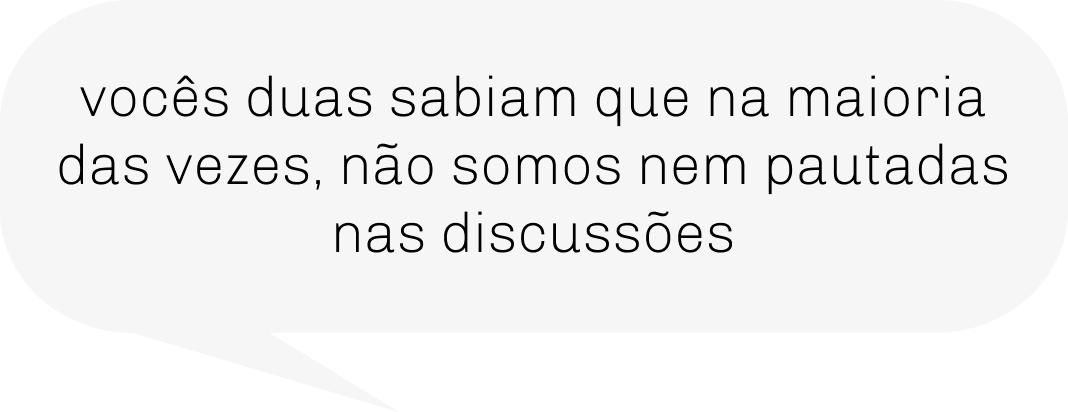 vocês duas sabiam que na maioria
das vezes, não somos nem pautadas
nas discussões